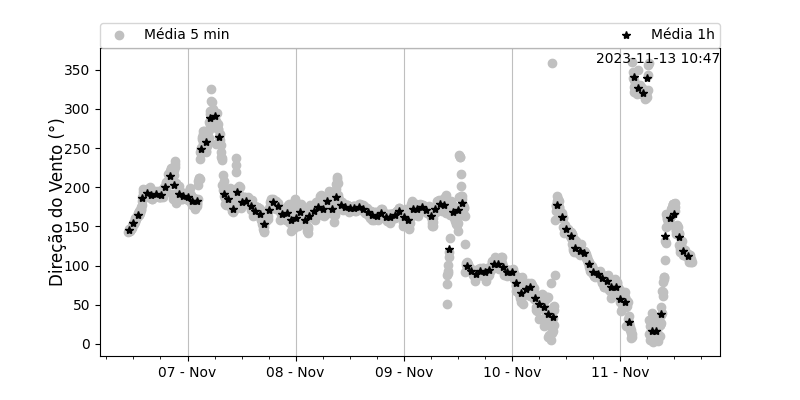 Média 5 min
Média 1h
2023-11-13 10:47
Direção do Vento (°)
350
300
250
200
150
100
50
0
07 - Nov
08 - Nov
09 - Nov
10 - Nov
11 - Nov